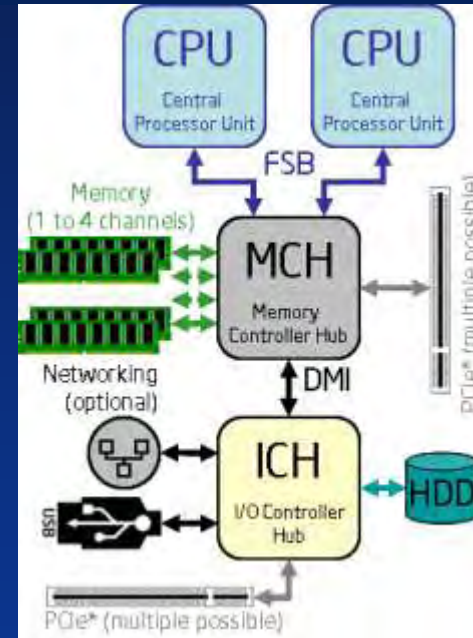 CPU
Central
Processor Unit
CPU
Central
Processor Unit
FSB
Memory
(1 to 4 channels)
MCH
Memory
Controller Hub
PCIe* (multiple possible)
DMI
Networking
(optional)
ICH
I/O Controller
Hub
HDD
USB
PCIe* (multiple possible)